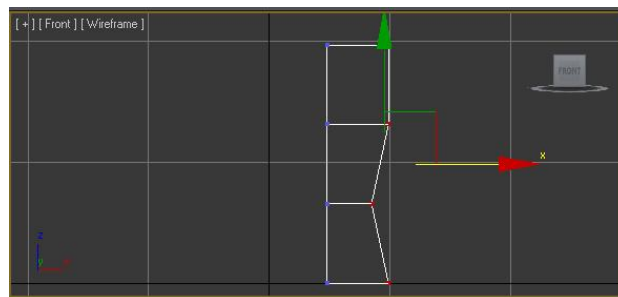 [ + ] [ Front ] [ Wireframe ]
FRONT
x
z
y
x